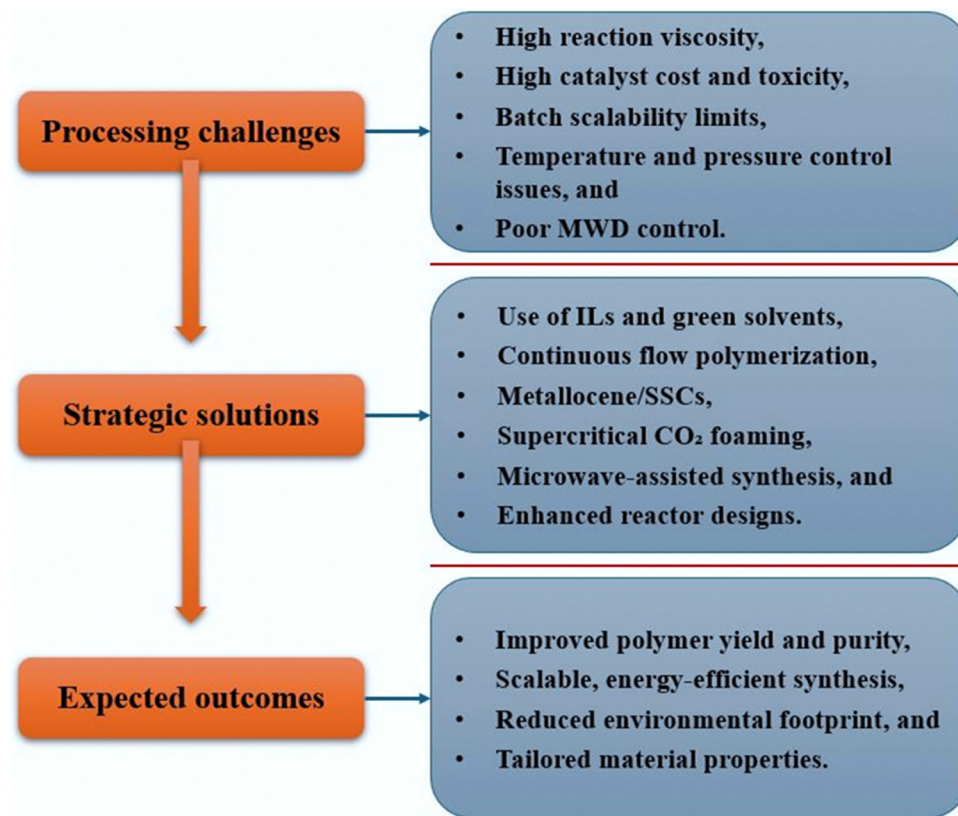 Processing challenges
• High reaction viscosity,
• High catalyst cost and toxicity,
• Batch scalability limits,
• Temperature and pressure control
issues, and
• Poor MWD control.
Strategic solutions
• Use of ILs and green solvents,
• Continuous flow polymerization,
• Metallocene/SSCs,
• Supercritical CO₂ foaming,
• Microwave-assisted synthesis, and
• Enhanced reactor designs.
Expected outcomes
• Improved polymer yield and purity,
• Scalable, energy-efficient synthesis,
• Reduced environmental footprint, and
• Tailored material properties.